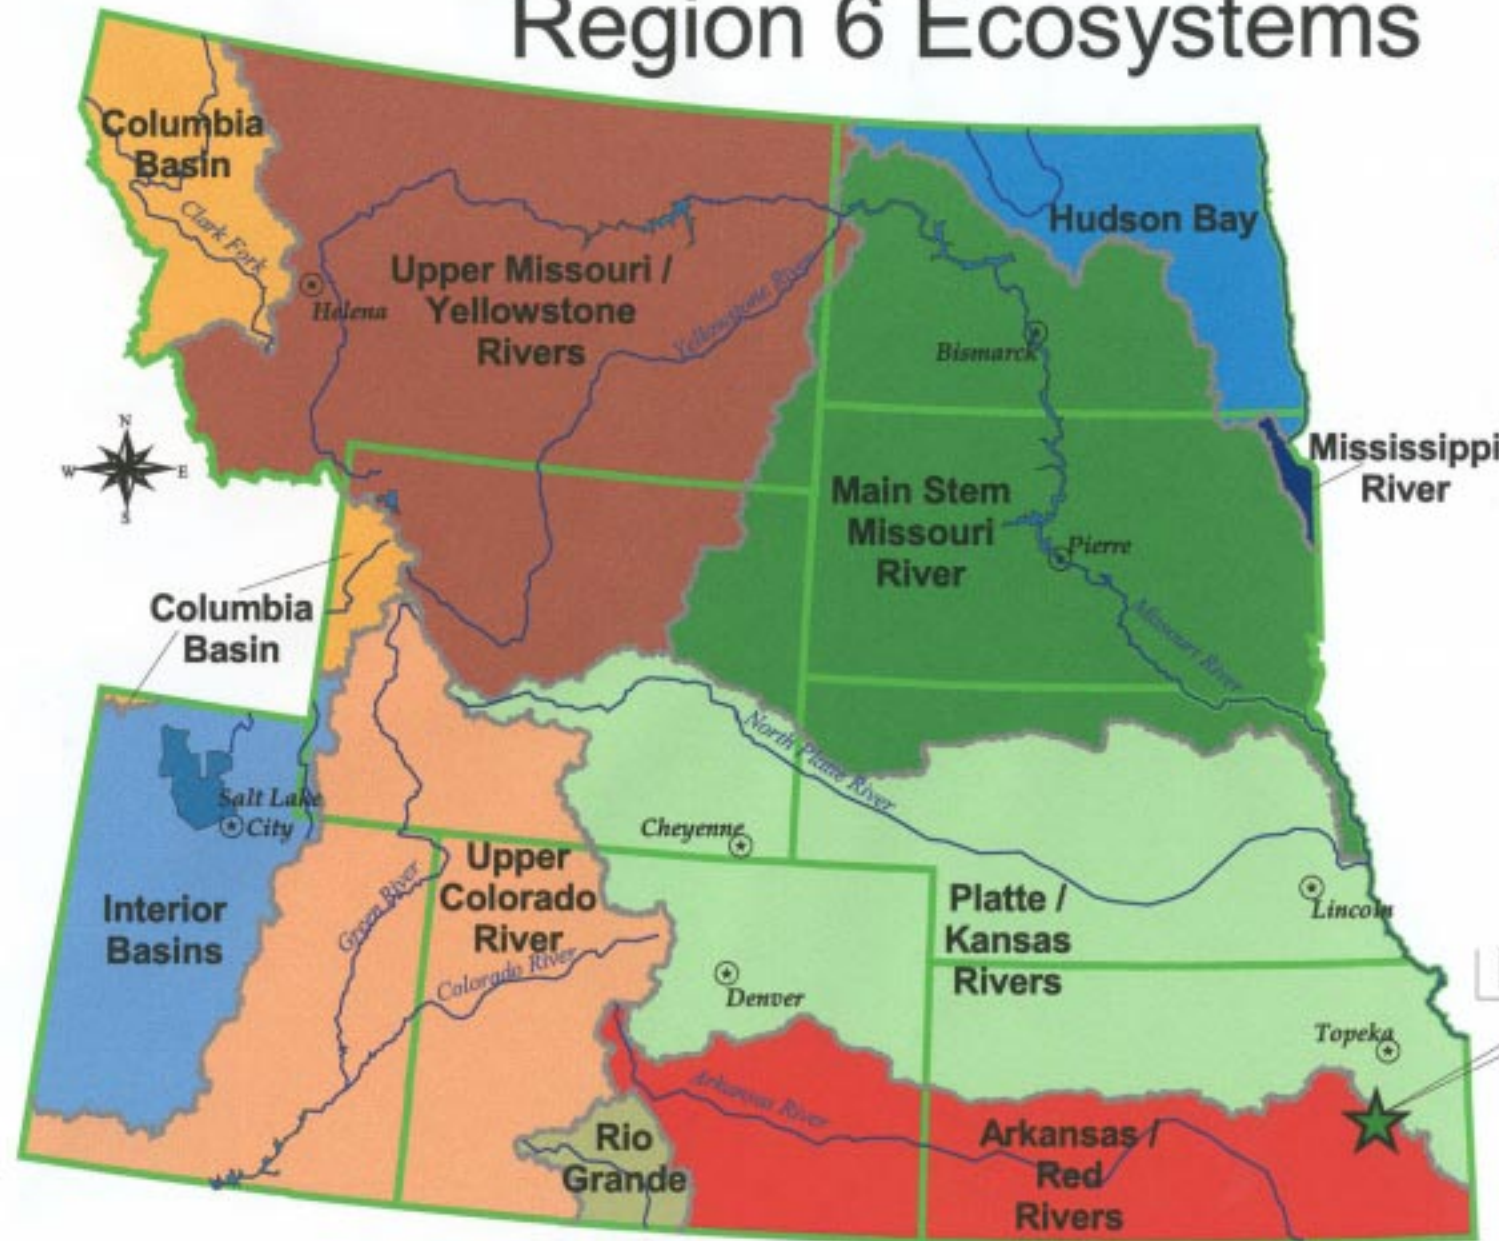 Region 6 Ecosystems
Columbia
Basin
Clark Fork
Hudson Bay
Upper Missouri /
Yellowstone
Rivers
Yellowstone River
Helena
Bismarck
N
W
E
S
Mississippi
River
Main Stem
Missouri
River
Pierre
Missouri River
Columbia
Basin
North Platte River
Salt Lake
City
Cheyenne
Upper
Colorado
River
Green River
Colorado River
Interior
Basins
Platte /
Kansas
Rivers
Lincoln
Denver
Topeka
Arkansas River
Rio
Grande
Arkansas /
Red
Rivers